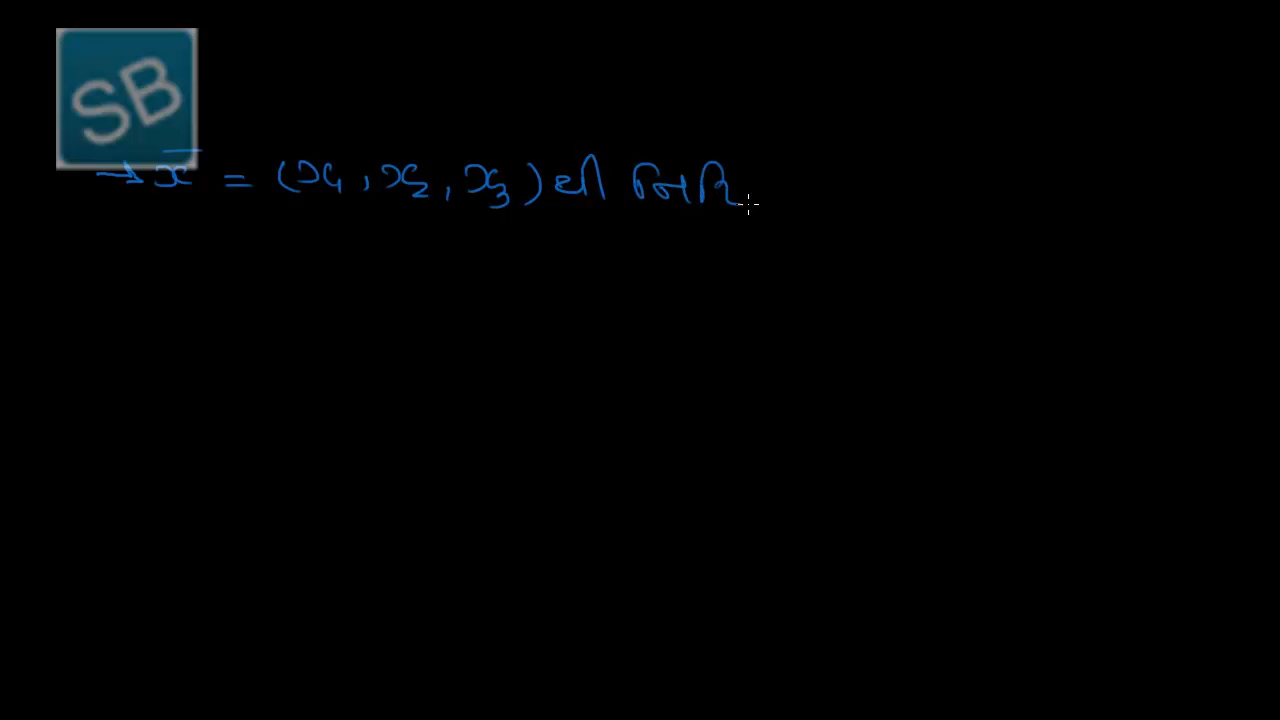 SB
→ x̄ = (x₁, x₂, x₃) થી